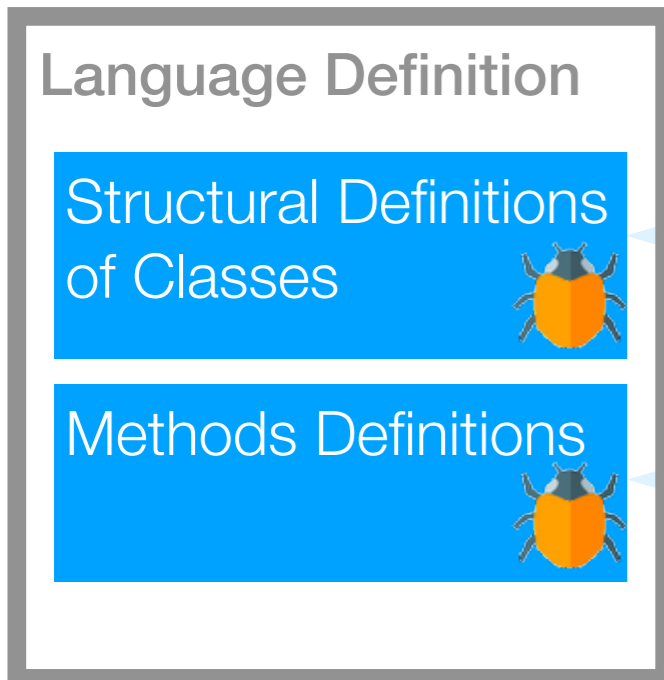 Language Definition
Structural Definitions
of Classes
Methods Definitions